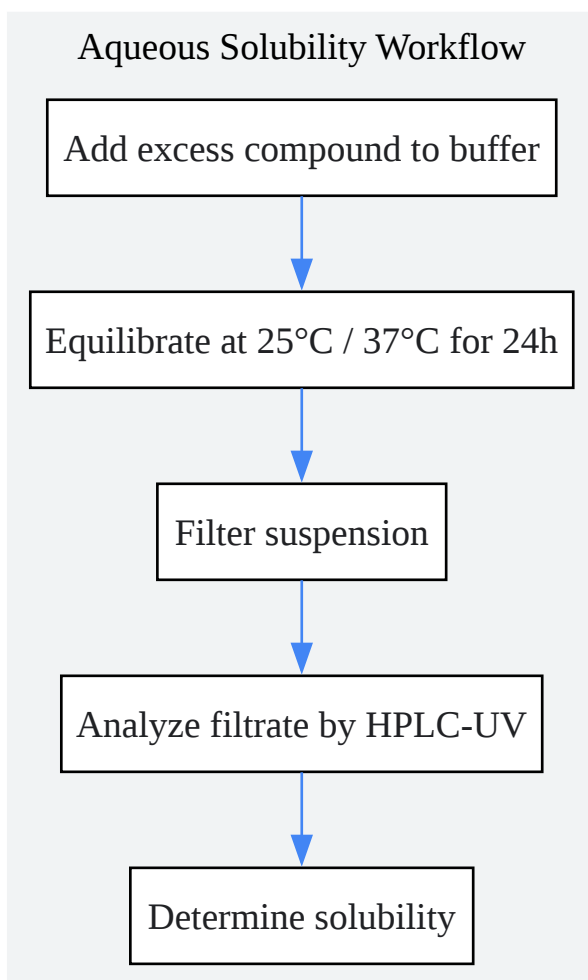 Aqueous Solubility Workflow
Add excess compound to buffer
Equilibrate at 25°C / 37°C for 24h
Filter suspension
Analyze filtrate by HPLC-UV
Determine solubility